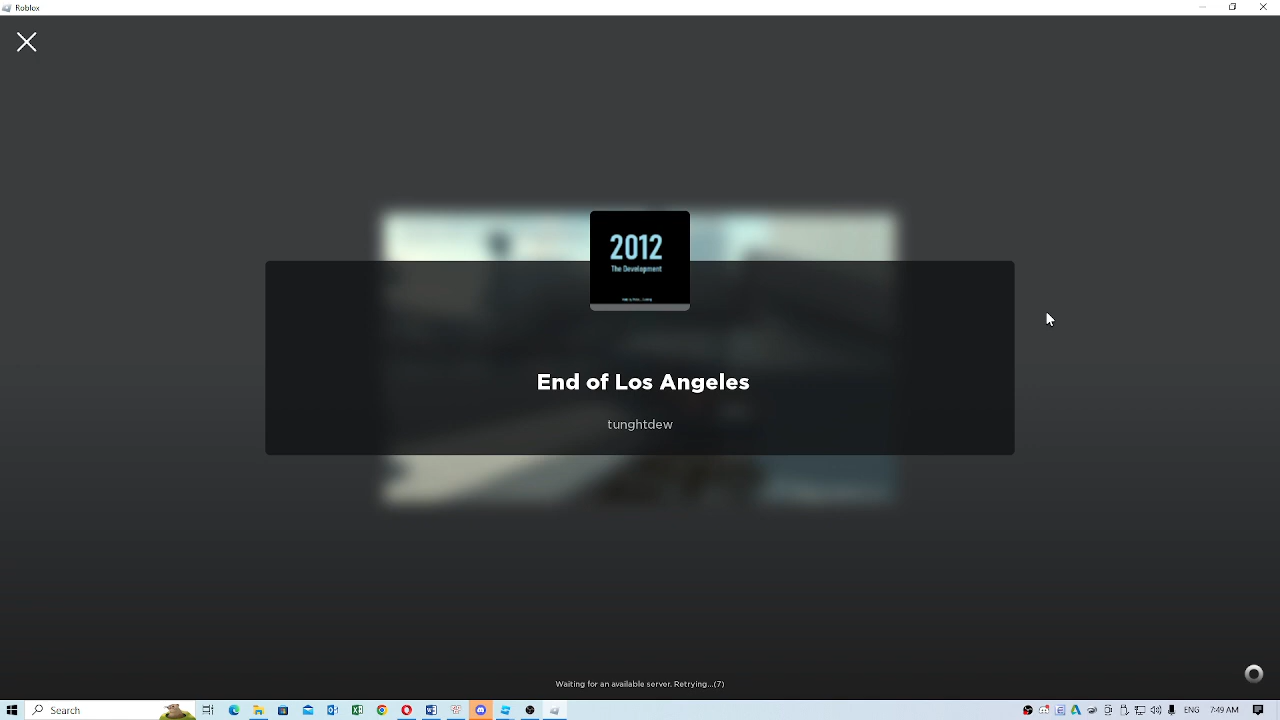 Roblox
2012
The Development
End of Los Angeles
tunghtdew
Waiting for an available server. Retrying...(7)
Search
ENG
7:49 AM